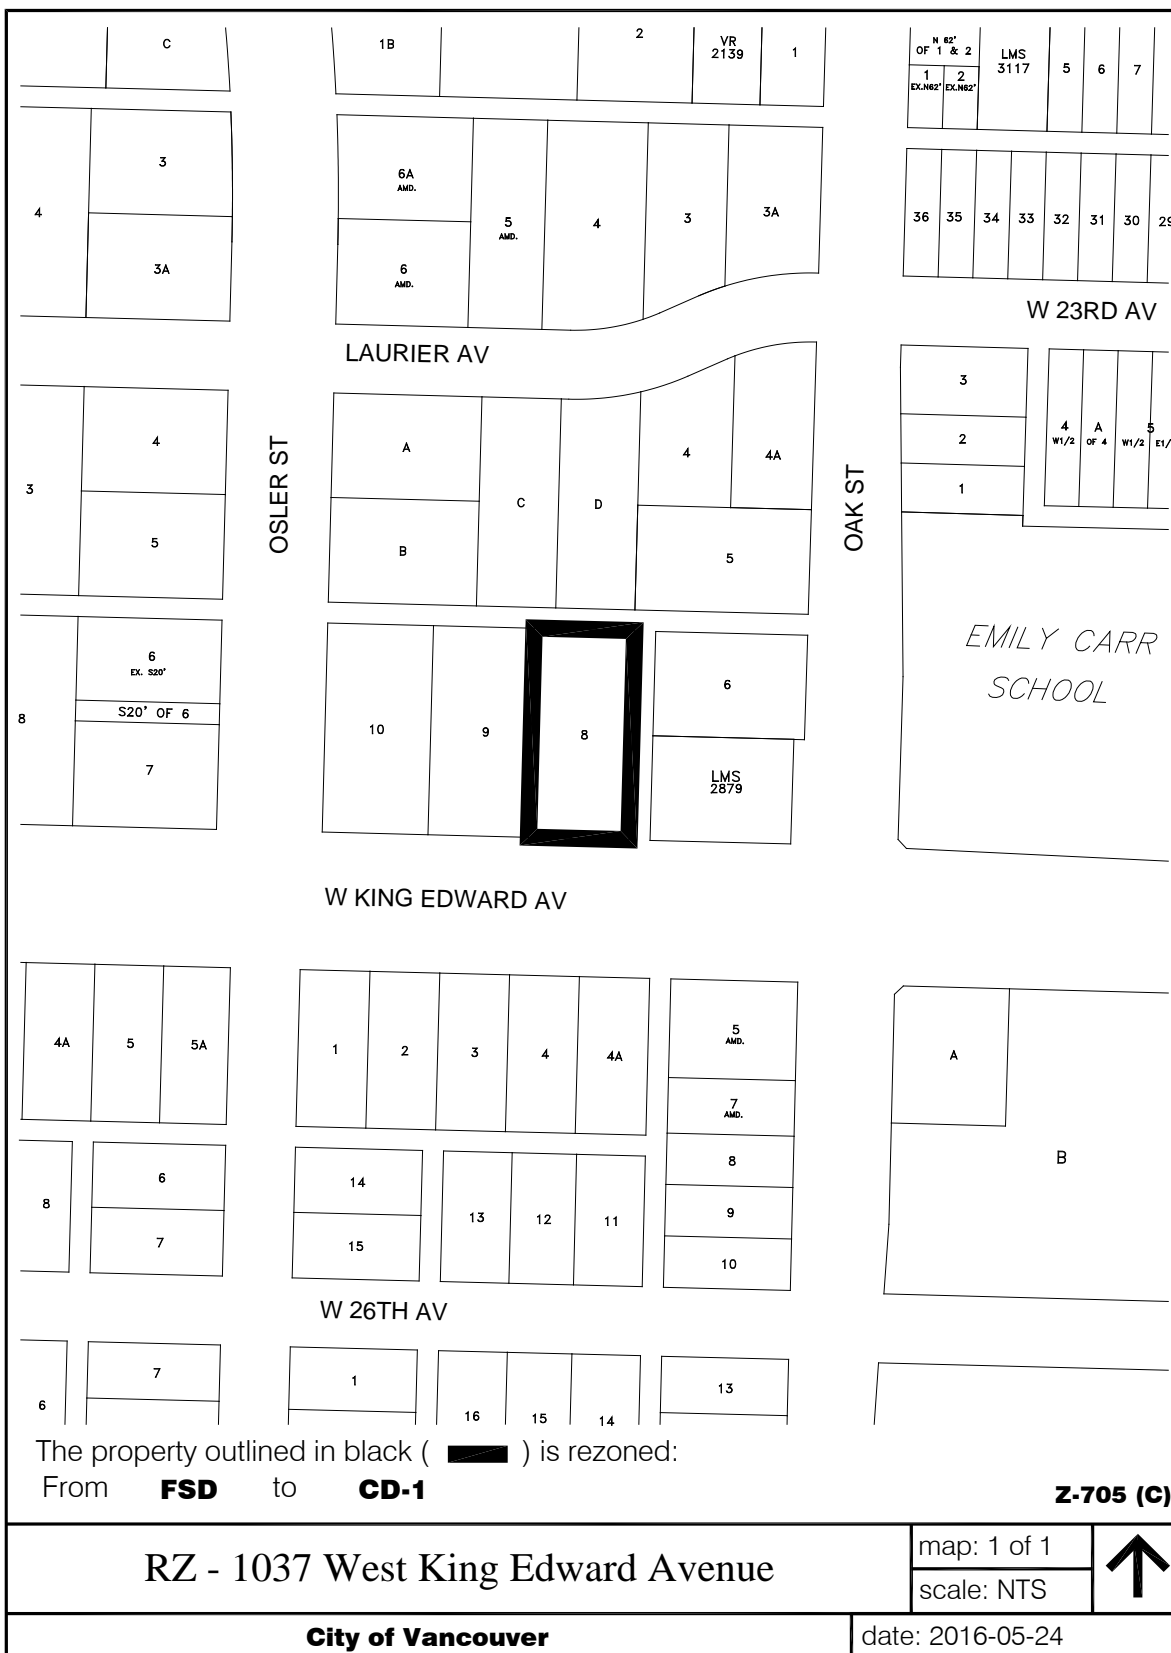 C
1B
2
VR
2139
1
N 62'
OF 1 & 2
1
EX.N62'
2
EX.N62'
LMS
3117
5
6
7
4
3
3A
6A
AMD.
6
AMD.
5
AMD.
4
3
3A
36
35
34
33
32
31
30
LAURIER AV
W 23RD AV
3
4
5
OSLER ST
A
B
C
D
4
4A
5
OAK ST
3
2
1
4
W1/2
A
OF 4
5
W1/2
EMILY CARR
SCHOOL
8
6
EX. S20'
S20' OF 6
7
10
9
8
6
LMS
2879
W KING EDWARD AV
4A
5
5A
1
2
3
4
4A
5
AMD.
7
AMD.
8
9
10
A
B
8
6
7
14
15
13
12
11
W 26TH AV
6
7
1
16
15
14
13
The property outlined in black ( ) is rezoned:
From FSD to CD-1
Z-705 (C)
RZ - 1037 West King Edward Avenue
map: 1 of 1
scale: NTS
City of Vancouver
date: 2016-05-24